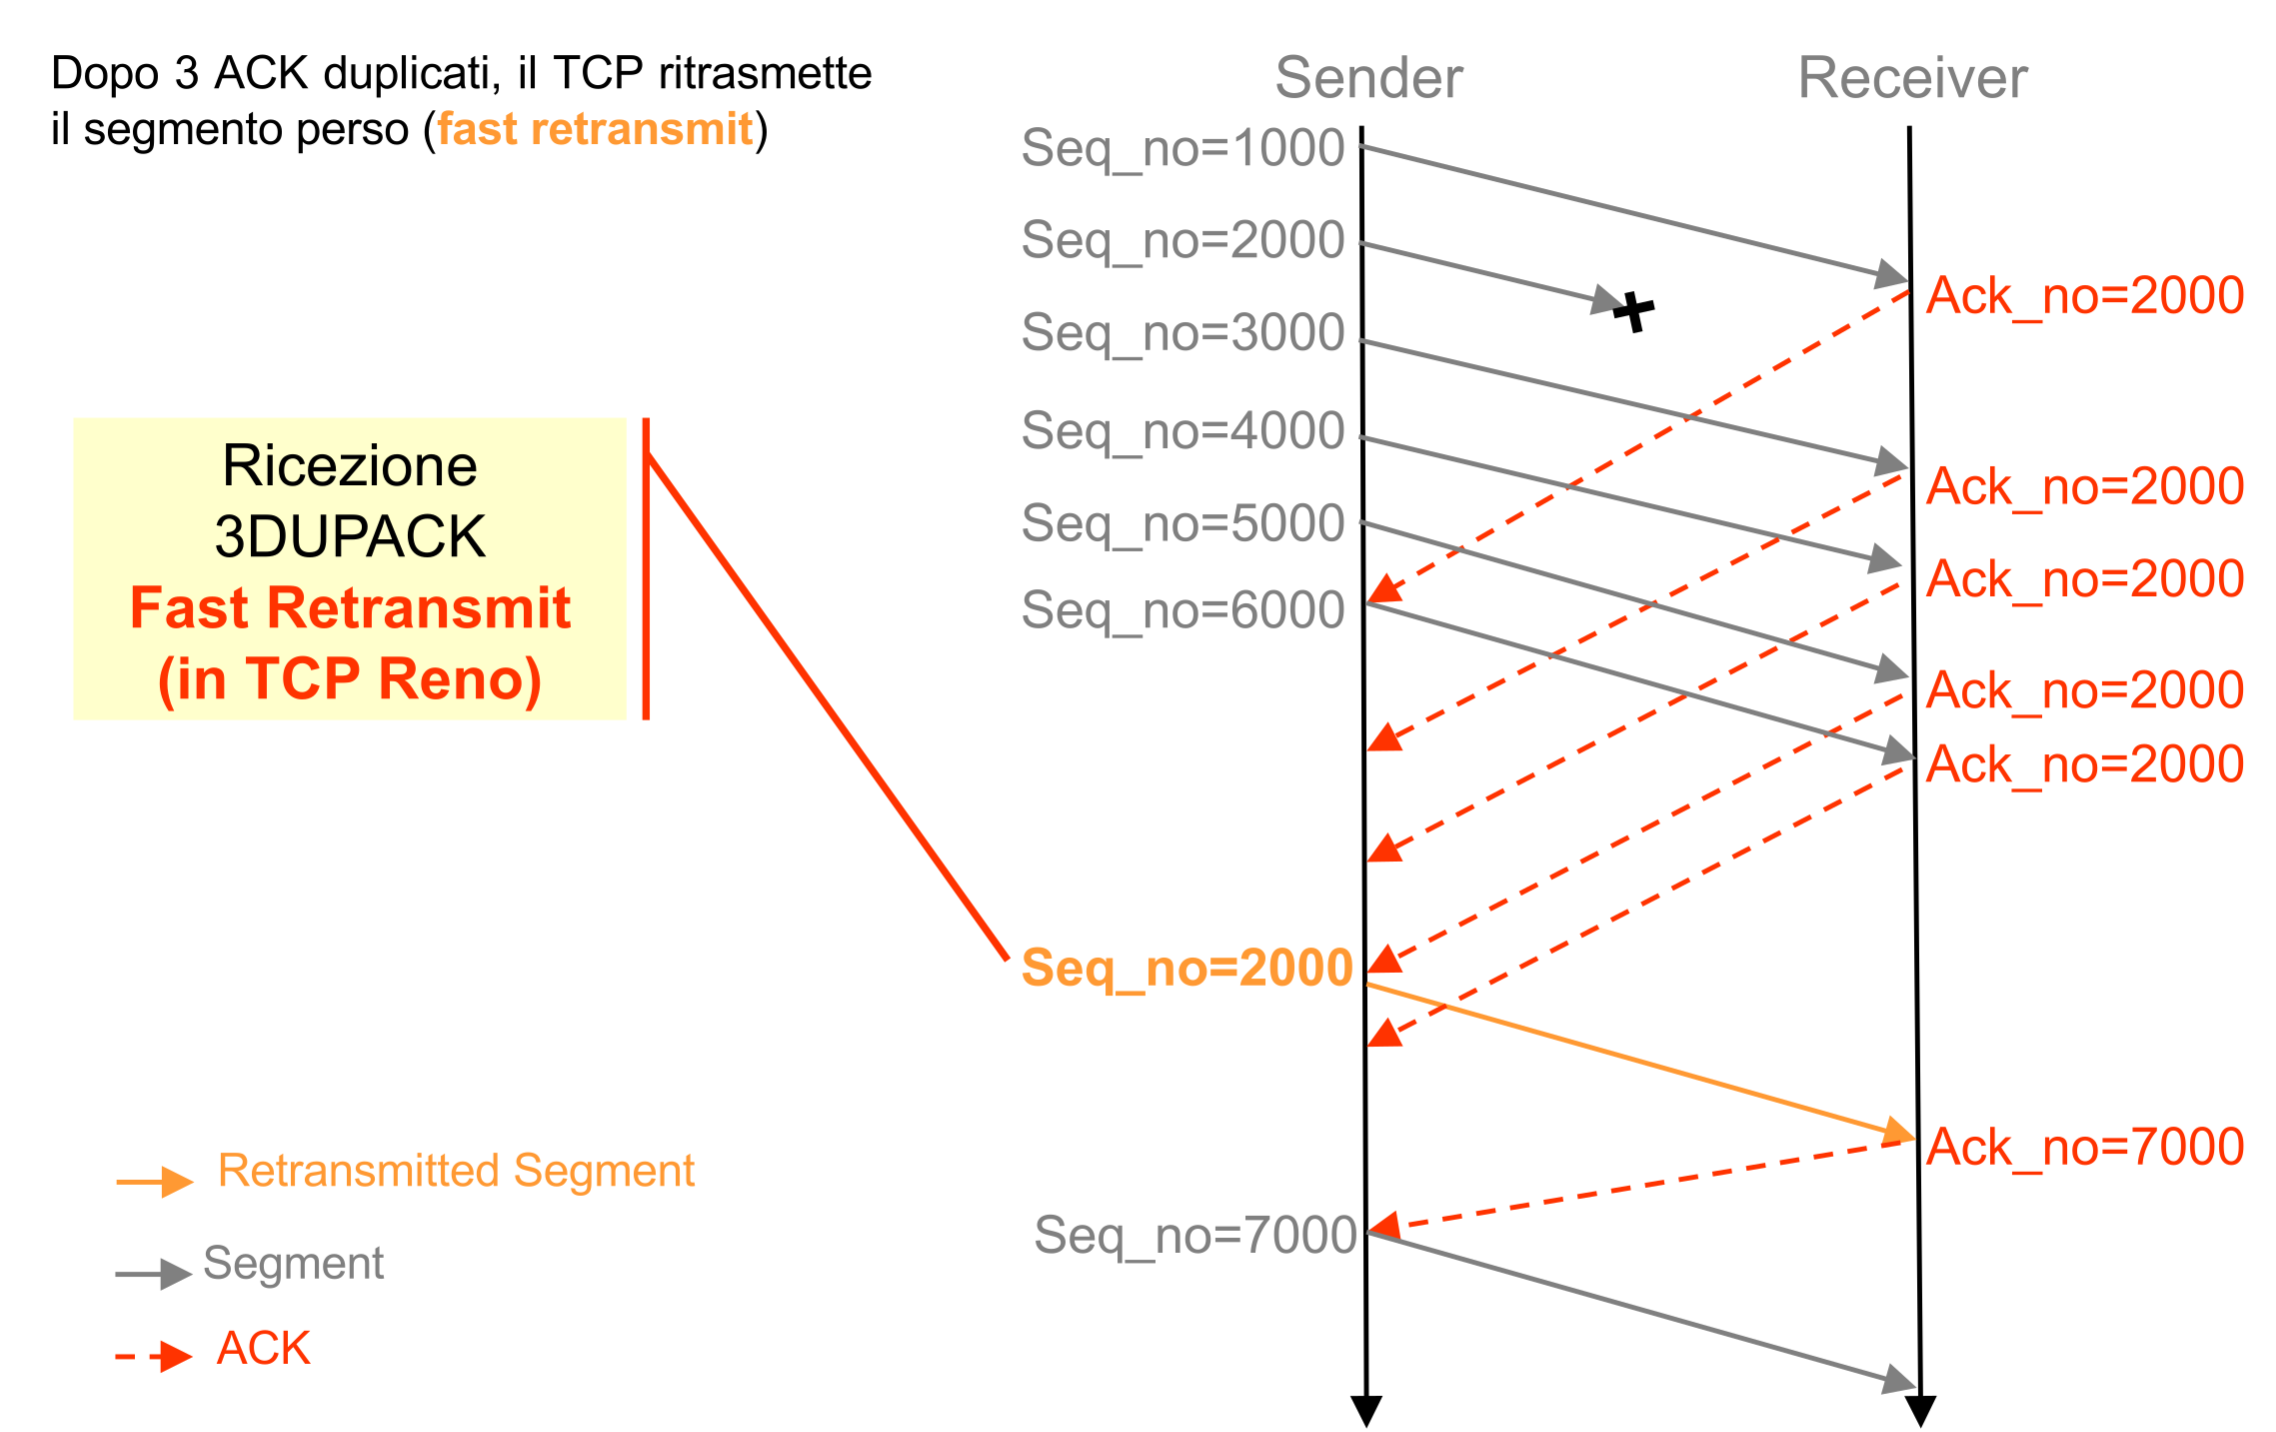 Dopo 3 ACK duplicati, il TCP ritrasmette
il segmento perso (fast retransmit)
Sender
Receiver
Seq_no=1000
Seq_no=2000
Ack_no=2000
Seq_no=3000
Seq_no=4000
Ack_no=2000
Seq_no=5000
Ack_no=2000
Seq_no=6000
Ack_no=2000
Ack_no=2000
Ricezione
3DUPACK
Fast Retransmit
(in TCP Reno)
Seq_no=2000
Ack_no=7000
Seq_no=7000
Retransmitted Segment
Segment
ACK